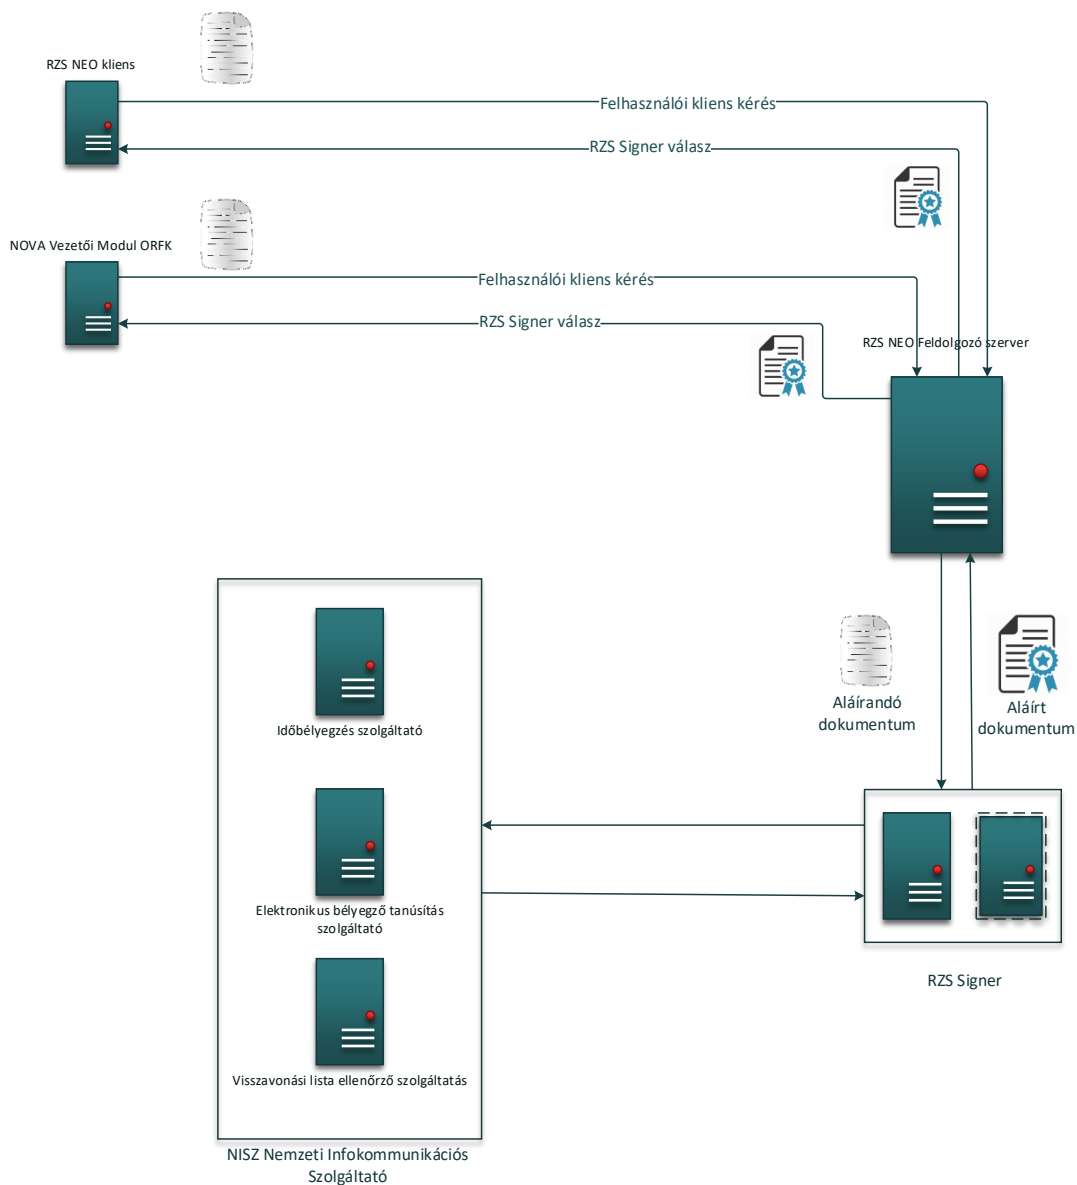 RZS NEO kliens
Felhasználói kliens kérés
RZS Signer válasz
NOVA Vezetői Modul ORFK
Felhasználói kliens kérés
RZS Signer válasz
RZS NEO Feldolgozó szerver
Aláírandó
dokumentum
Aláírt
dokumentum
Időbélyegzés szolgáltató
Elektronikus bélyegző tanúsítás
szolgáltató
RZS Signer
Visszavonási lista ellenőrző szolgáltatás
NISZ Nemzeti Infokommunikációs
Szolgáltató